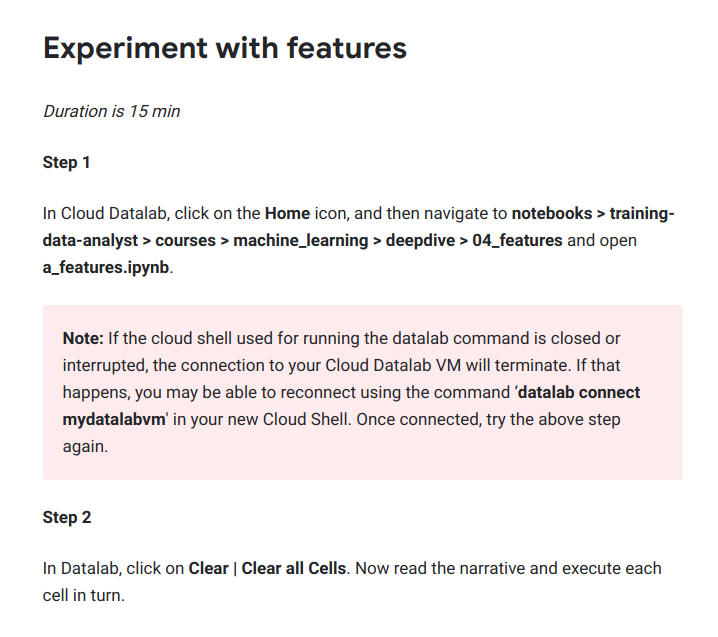 Experiment with features
Duration is 15 min
Step 1
In Cloud Datalab, click on the Home icon, and then navigate to notebooks > training-
data-analyst > courses > machine_learning > deepdive > 04_features and open
a_features.ipynb.
Note: If the cloud shell used for running the datalab command is closed or
interrupted, the connection to your Cloud Datalab VM will terminate. If that
happens, you may be able to reconnect using the command ‘datalab connect
mydatalabvm' in your new Cloud Shell. Once connected, try the above step
again.
Step 2
In Datalab, click on Clear | Clear all Cells. Now read the narrative and execute each
cell in turn.